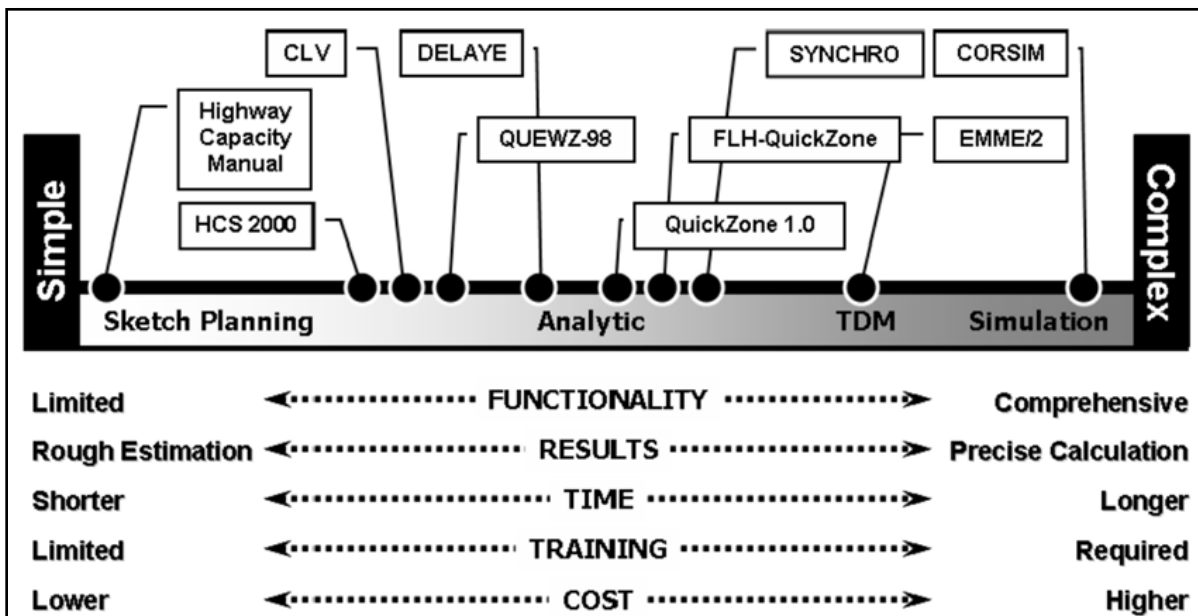 CLV
DELAYE
SYNCHRO
CORSIM
Highway
Capacity
Manual
QUEWZ-98
FLH-QuickZone
EMME/2
HCS 2000
QuickZone 1.0
Simple
Complex
Sketch Planning
Analytic
TDM
Simulation
Limited FUNCTIONALITY Comprehensive
Rough Estimation RESULTS Precise Calculation
Shorter TIME Longer
Limited TRAINING Required
Lower COST Higher